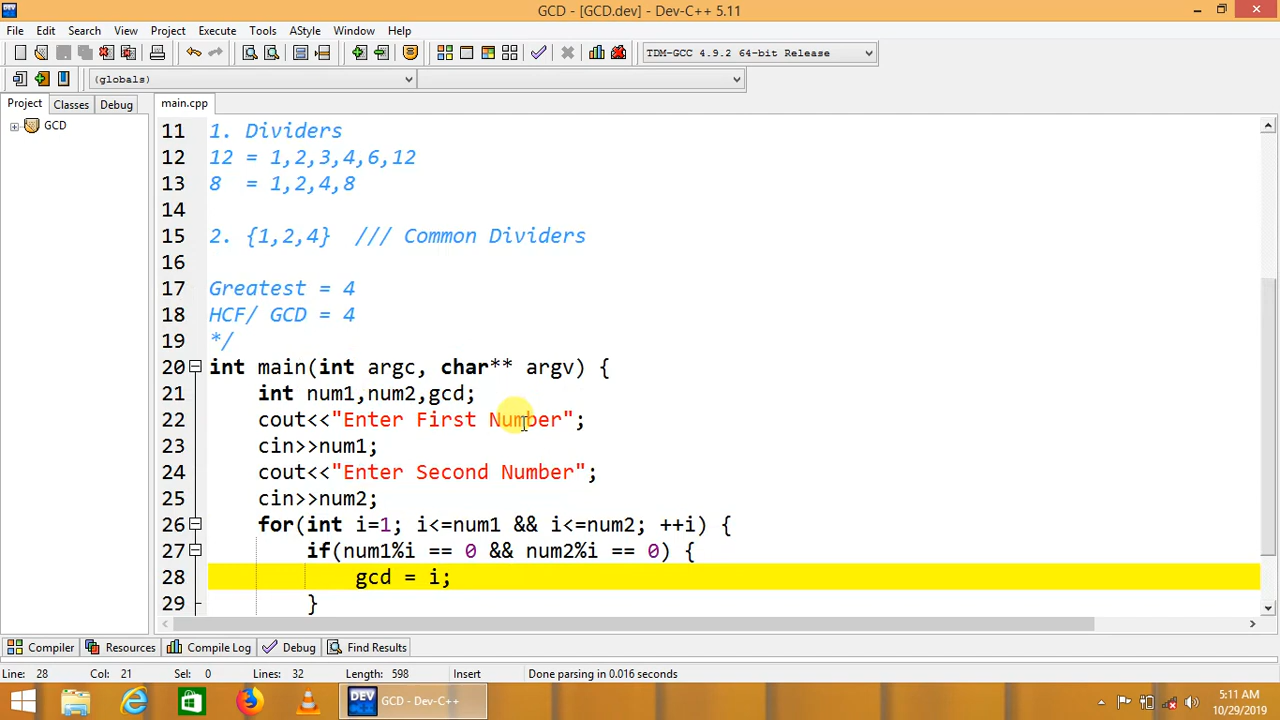 GCD - [GCD.dev] - Dev-C++ 5.11
File Edit Search View Project Execute Tools AStyle Window Help
TDM-GCC 4.9.2 64-bit Release
(globals)
Project Classes Debug
main.cpp
GCD
11 1. Dividers
12 12 = 1,2,3,4,6,12
13 8  = 1,2,4,8
14
15 2. {1,2,4}  /// Common Dividers
16
17 Greatest = 4
18 HCF/ GCD = 4
19 */
20 int main(int argc, char** argv) {
21     int num1,num2,gcd;
22     cout<<"Enter First Number";
23     cin>>num1;
24     cout<<"Enter Second Number";
25     cin>>num2;
26     for(int i=1; i<=num1 && i<=num2; ++i) {
27         if(num1%i == 0 && num2%i == 0) {
28             gcd = i;
29         }
Compiler Resources Compile Log Debug Find Results
Line: 28 Col: 21 Sel: 0 Lines: 32 Length: 598 Insert Done parsing in 0.016 seconds
DEV GCD - Dev-C++
5:11 AM
10/29/2019